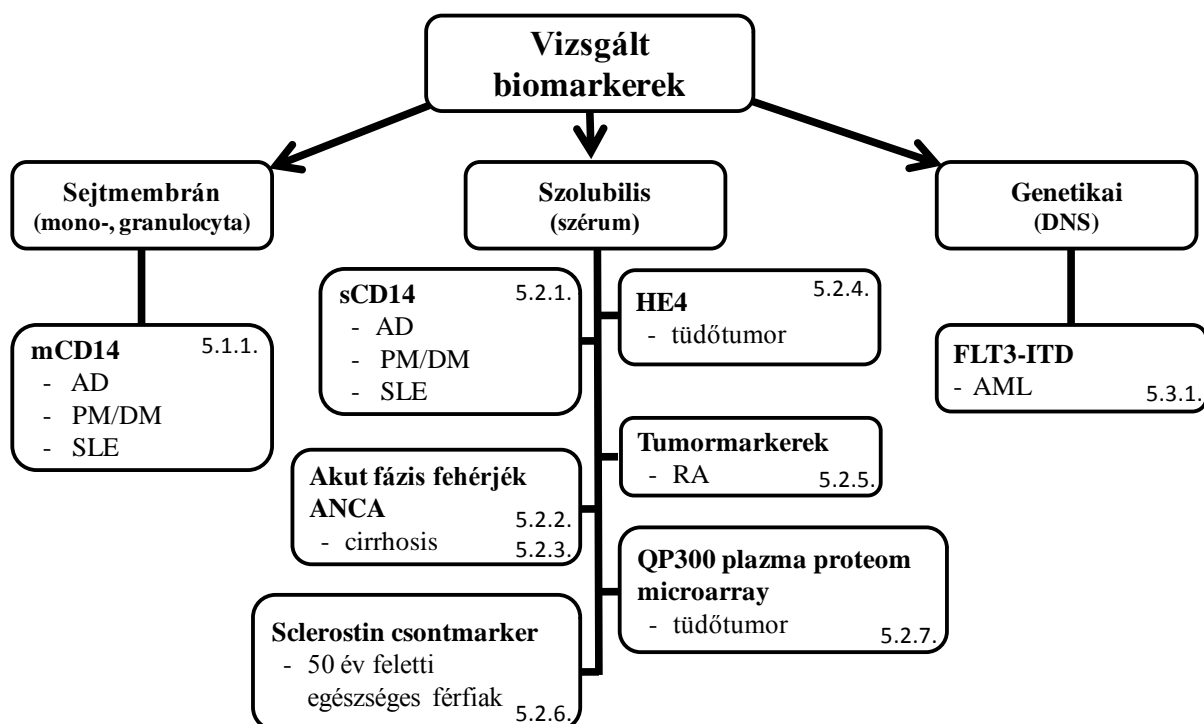 Vizsgált
biomarkerek
Sejtmembrán
(mono-, granulocyta)
Szolubilis
(szérum)
Genetikai
(DNS)
mCD14 5.1.1.
- AD
- PM/DM
- SLE
sCD14 5.2.1.
- AD
- PM/DM
- SLE
Akut fázis fehérjék
ANCA
5.2.2.
- cirrhosis 5.2.3.
Sclerostin csontmarker
- 50 év feletti
egészséges férfiak
5.2.6.
HE4 5.2.4.
- tüdőtumor
Tumormarkerek
- RA 5.2.5.
QP300 plazma proteom
microarray
- tüdőtumor
5.2.7.
FLT3-ITD
- AML 5.3.1.